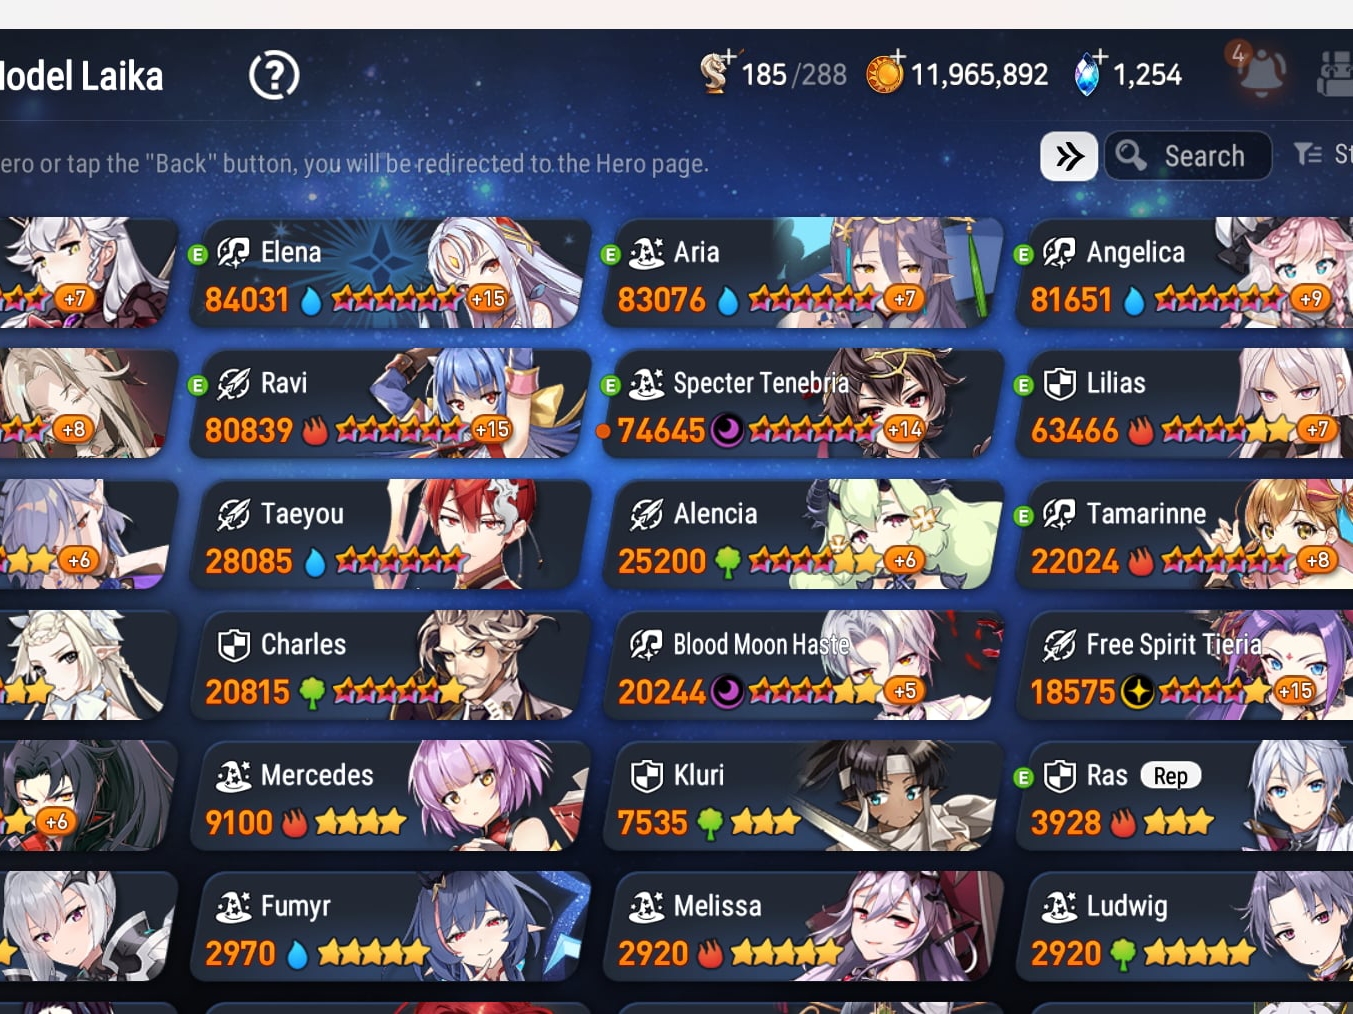 odel Laika ? 185/288 11,965,892 1,254 4
ero or tap the "Back" button, you will be redirected to the Hero page. Search St
+7
E Elena
84031 +15
E Aria
83076 +7
E Angelica
81651 +9
+8
E Ravi
80839 +15
E Specter Tenebria
74645 +14
E Lilias
63466 +7
+6
Taeyou
28085
Alencia
25200 +6
E Tamarinne
22024 +8
Charles
20815
Blood Moon Haste
20244 +5
Free Spirit Tieria
18575 +15
+6
Mercedes
9100
Kluri
7535
E Ras Rep
3928
Fumyr
2970
Melissa
2920
Ludwig
2920